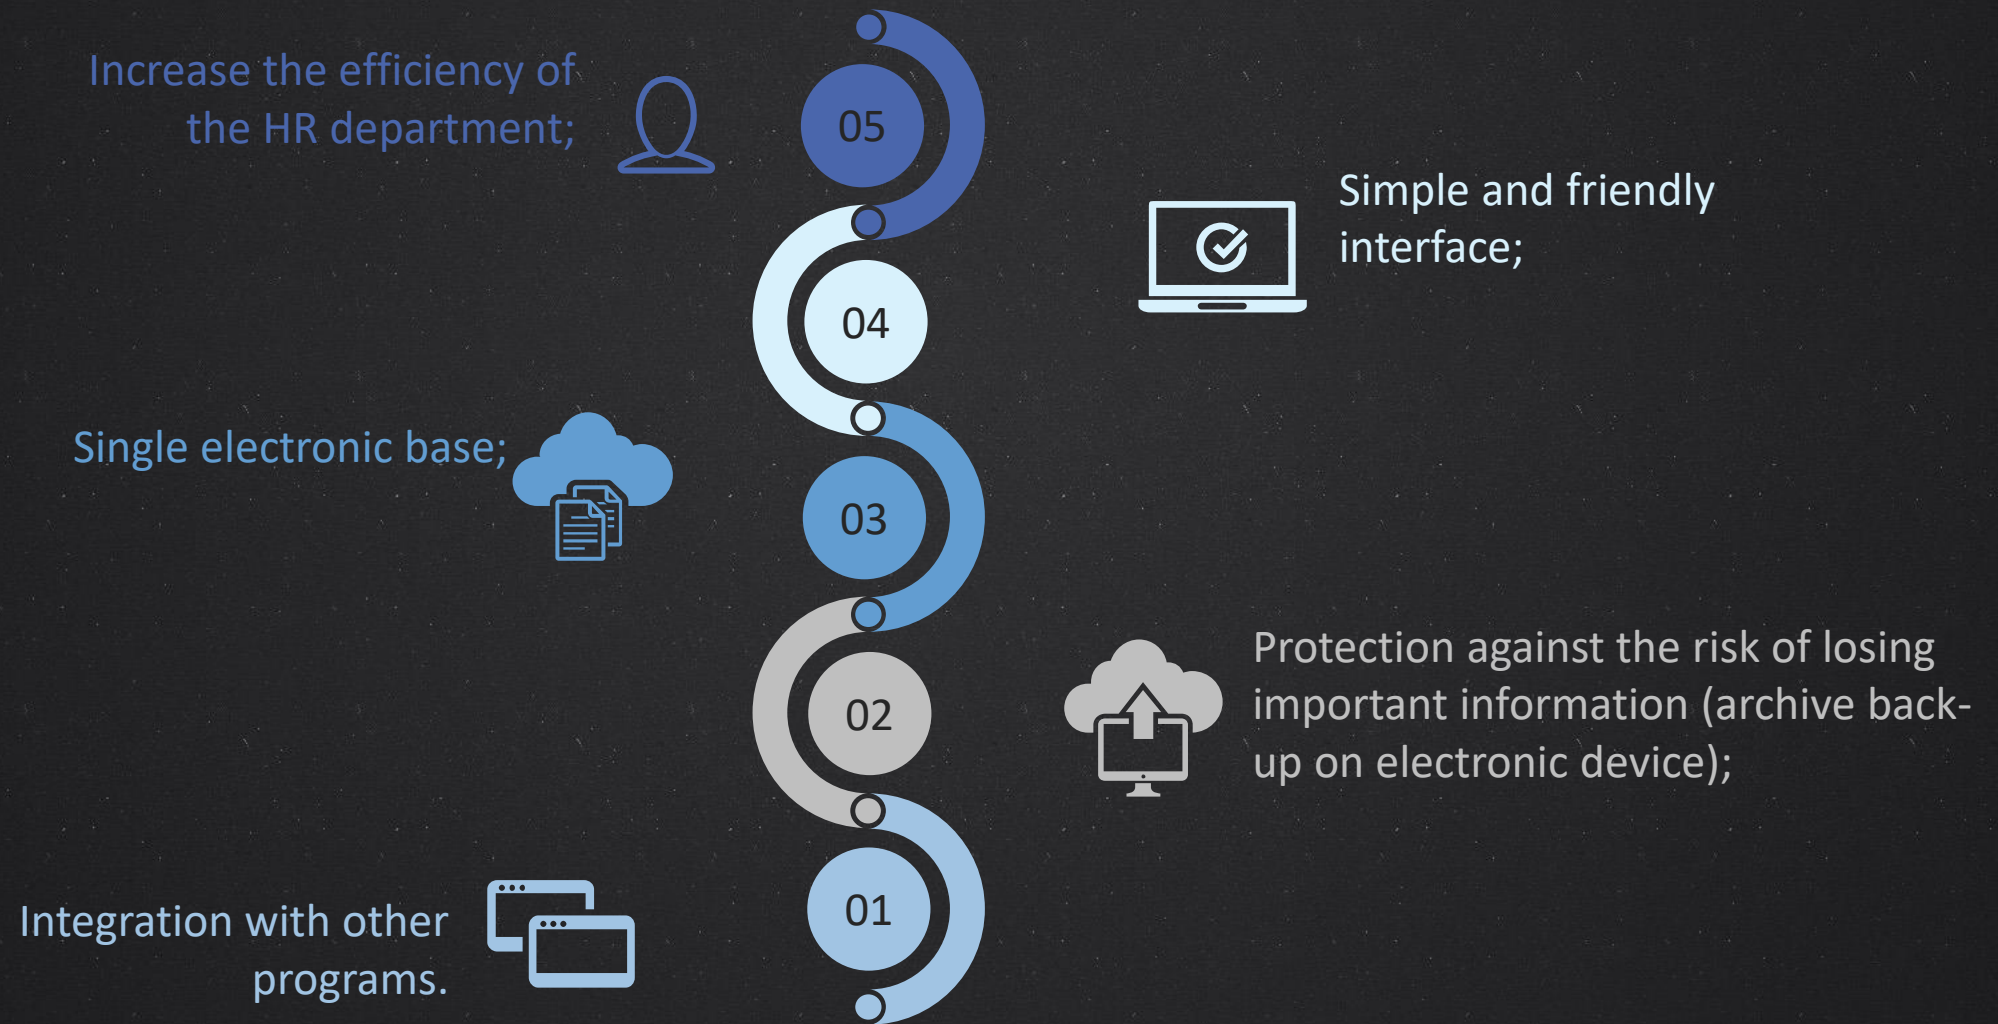 Increase the efficiency of
the HR department;
05
Simple and friendly
interface;
04
Single electronic base;
03
Protection against the risk of losing
important information (archive back-
up on electronic device);
02
01
Integration with other
programs.